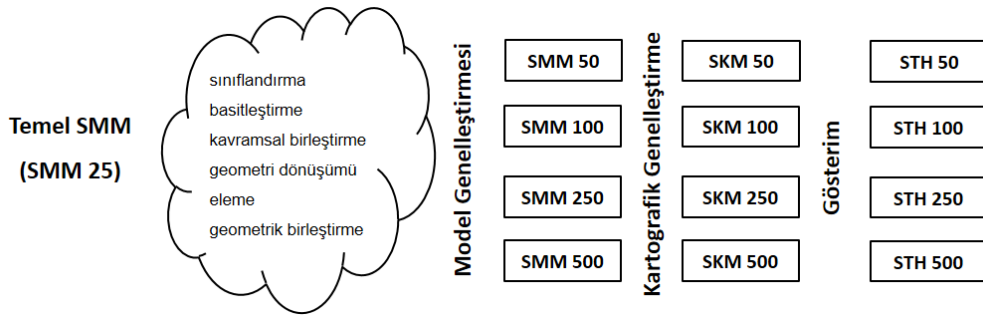 Temel SMM
(SMM 25)
sınıflandırma
basitleştirme
kavramsal birleştirme
geometri dönüşümü
eleme
geometrik birleştirme
Model Genelleştirmesi
SMM 50
SMM 100
SMM 250
SMM 500
Kartografik Genelleştirme
SKM 50
SKM 100
SKM 250
SKM 500
Gösterim
STH 50
STH 100
STH 250
STH 500